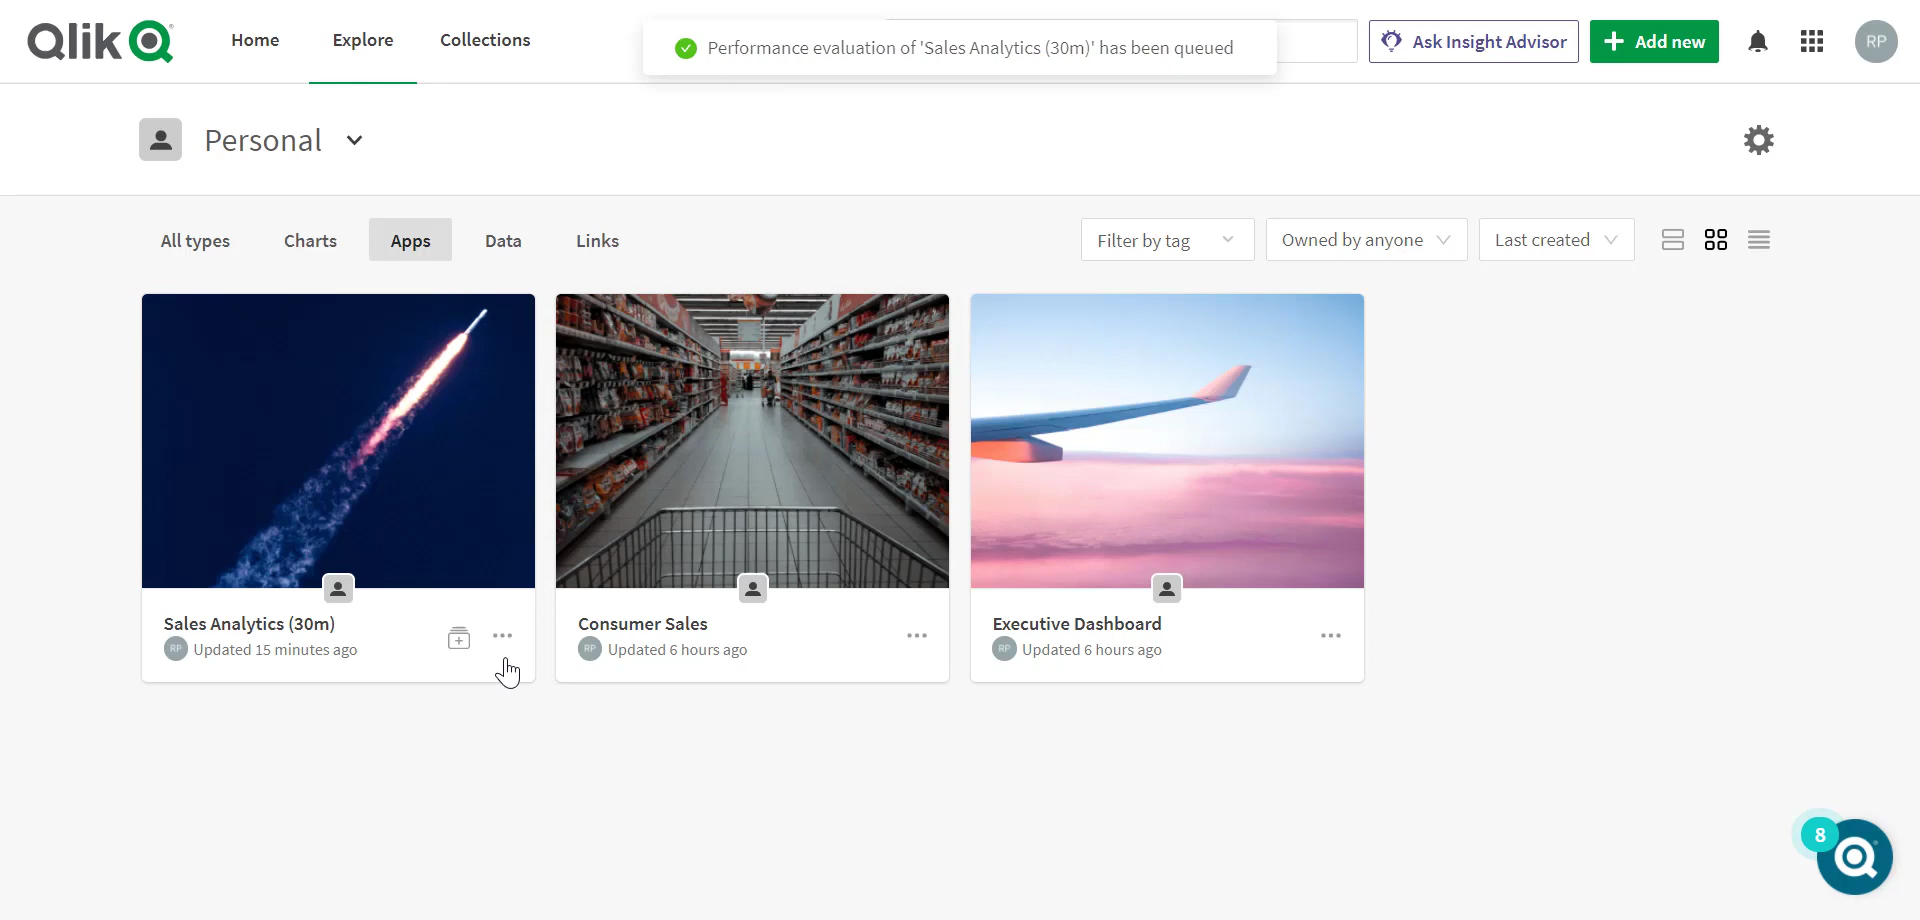 Qlik
Home
Explore
Collections
Performance evaluation of 'Sales Analytics (30m)' has been queued
Ask Insight Advisor
Add new
RP
Personal
All types
Charts
Apps
Data
Links
Filter by tag
Owned by anyone
Last created
Sales Analytics (30m)
RP Updated 15 minutes ago
Consumer Sales
RP Updated 6 hours ago
Executive Dashboard
RP Updated 6 hours ago
8